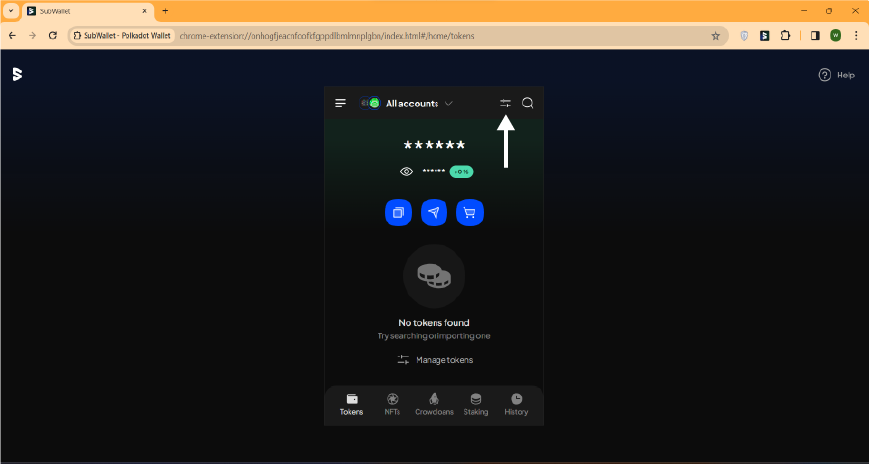 SubWallet
SubWallet - Polkadot Wallet
chrome-extension://onhogfjeacnfoofkfgppdlbmlmnplgbn/index.html#/home/tokens
W
Help
All accounts
******
******
No tokens found
Try searching or importing one
Manage tokens
Tokens
NFTs
Crowdloans
Staking
History